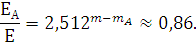 E_A/E = 2,512^{m−m_A} ≈ 0,86.